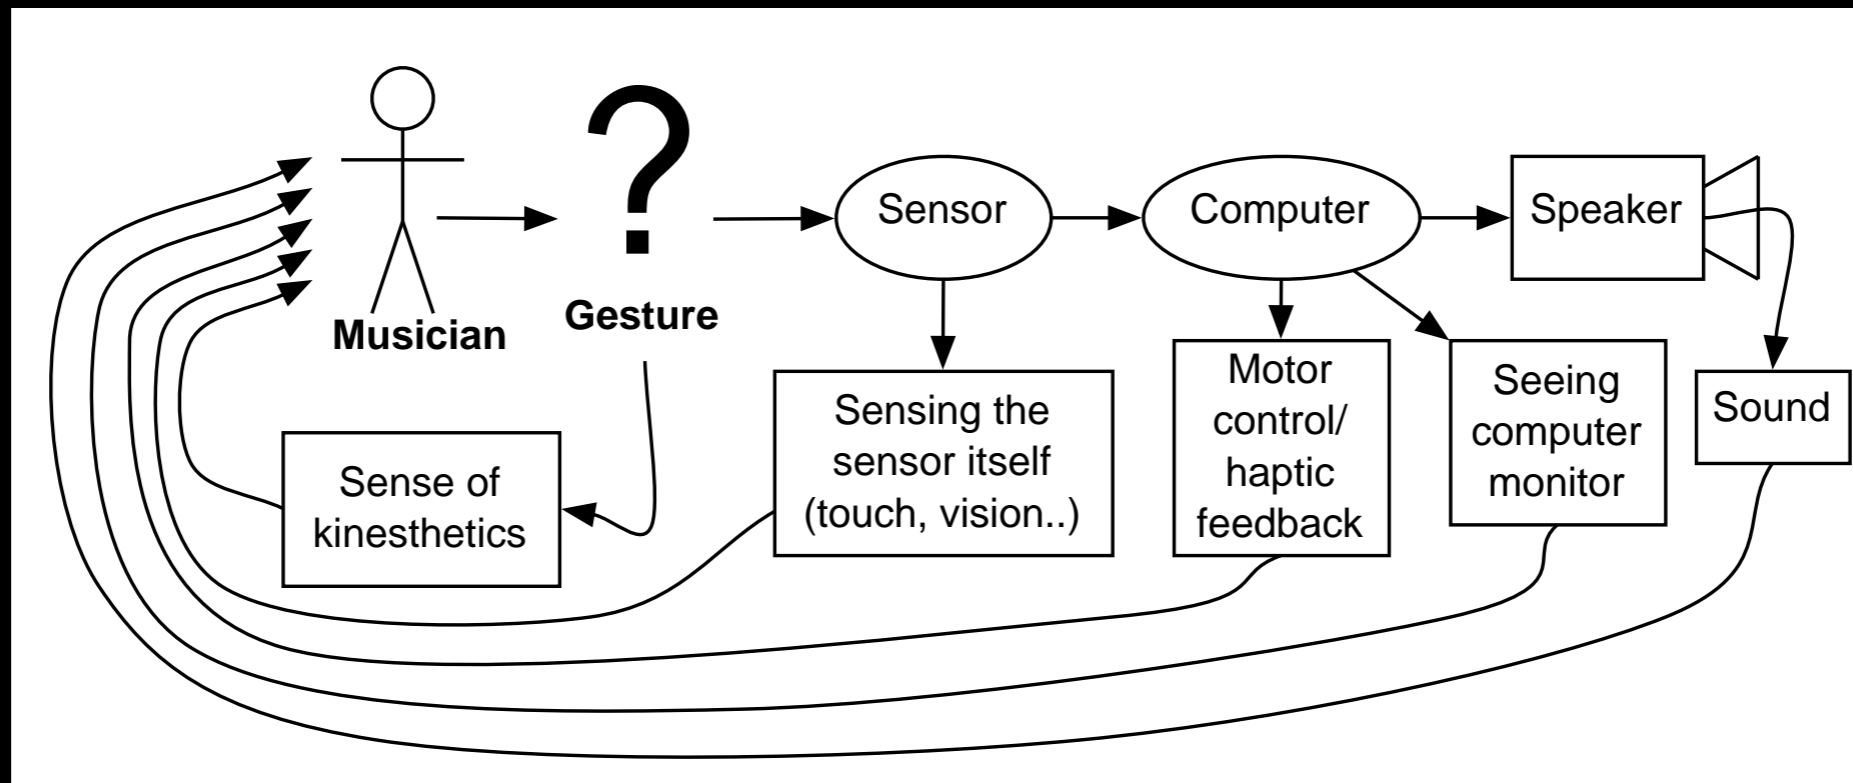 ?
Musician
Gesture
Sensor
Computer
Speaker
Sense of
kinesthetics
Sensing the
sensor itself
(touch, vision..)
Motor
control/
haptic
feedback
Seeing
computer
monitor
Sound